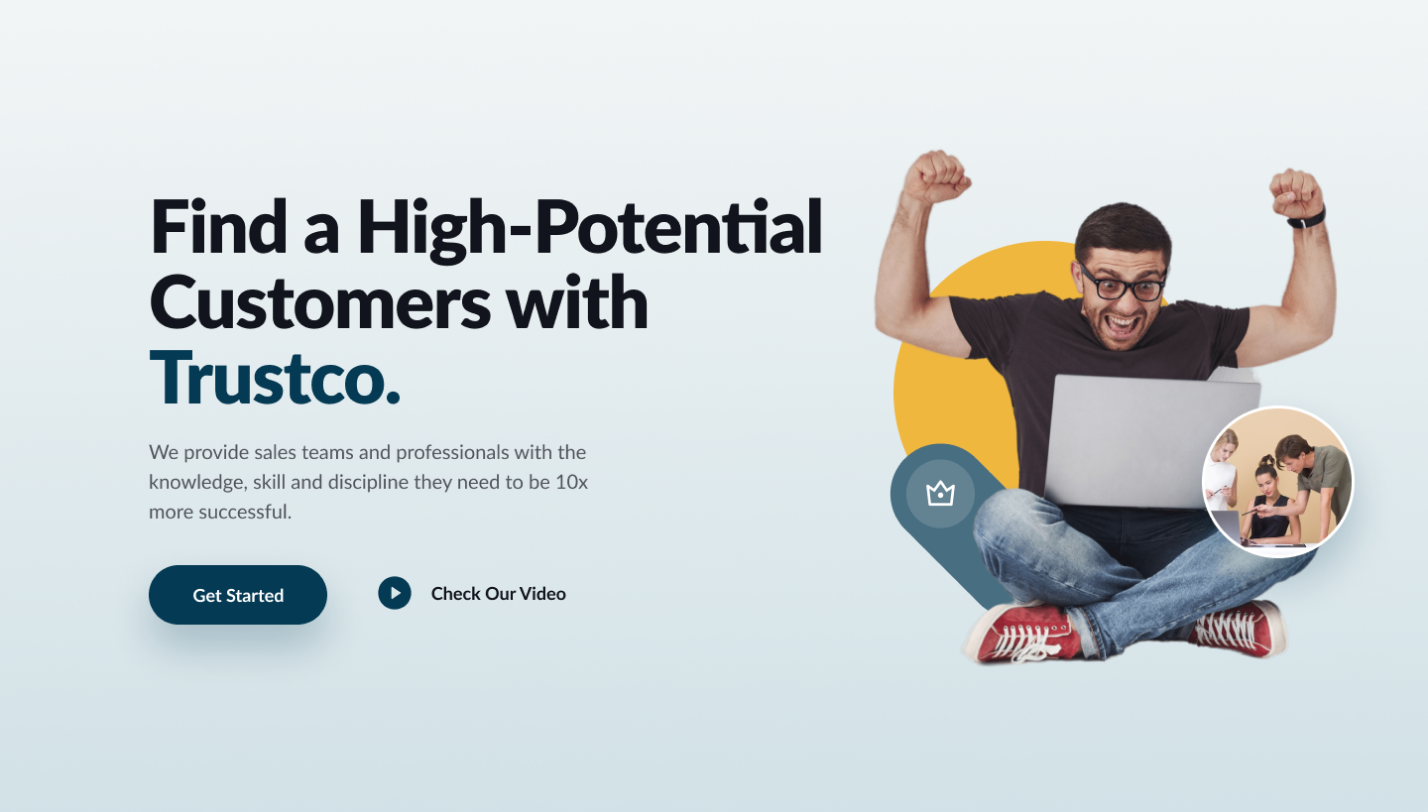 Find a High-Potential
Customers with
Trustco.
We provide sales teams and professionals with the
knowledge, skill and discipline they need to be 10x
more successful.
Get Started
Check Our Video